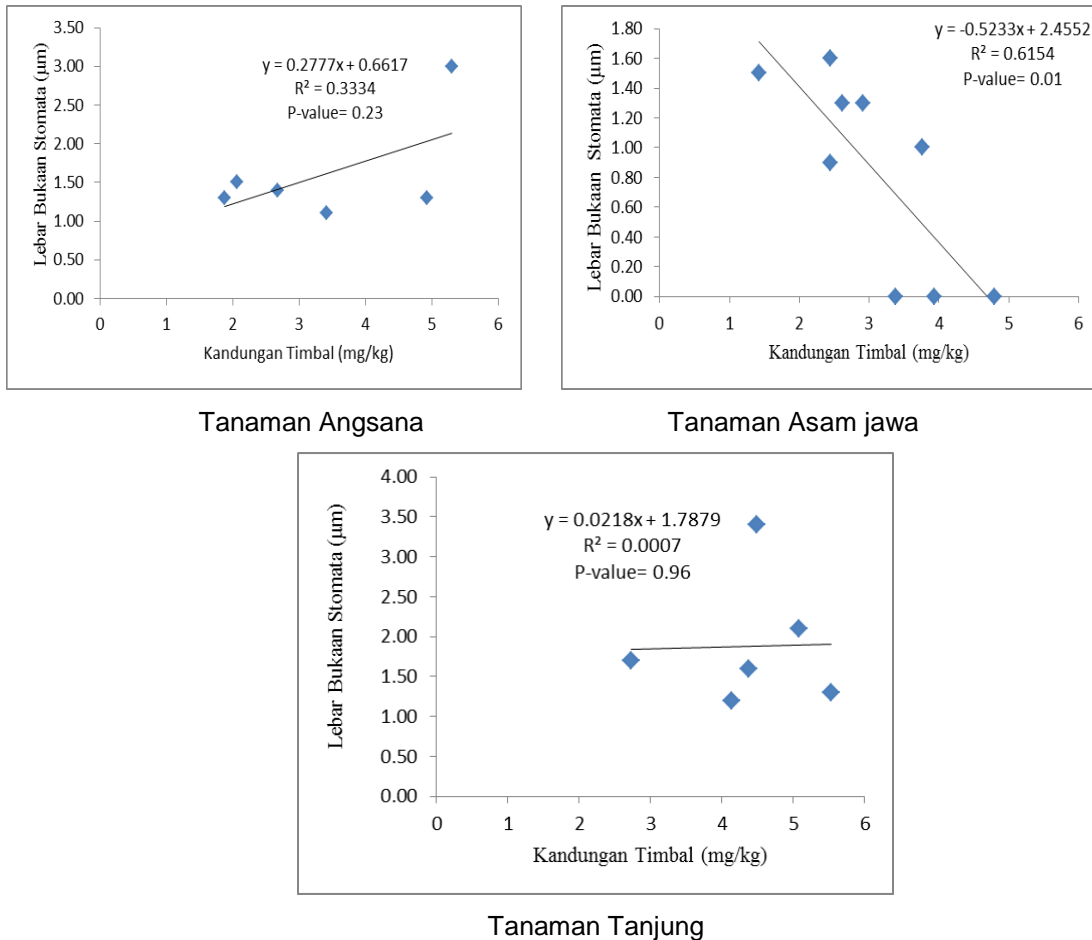 3.50
3.00
2.50
2.00
1.50
1.00
0.50
0.00
Lebar Bukaan Stomata (µm)
y = 0.2777x + 0.6617
R² = 0.3334
P-value= 0.23
0 1 2 3 4 5 6
Kandungan Timbal (mg/kg)
Tanaman Angsana
1.80
1.60
1.40
1.20
1.00
0.80
0.60
0.40
0.20
0.00
Lebar Bukaan Stomata (µm)
y = -0.5233x + 2.4552
R² = 0.6154
P-value= 0.01
0 1 2 3 4 5 6
Kandungan Timbal (mg/kg)
Tanaman Asam jawa
4.00
3.50
3.00
2.50
2.00
1.50
1.00
0.50
0.00
Lebar Bukaan Stomata (µm)
y = 0.0218x + 1.7879
R² = 0.0007
P-value= 0.96
0 1 2 3 4 5 6
Kandungan Timbal (mg/kg)
Tanaman Tanjung